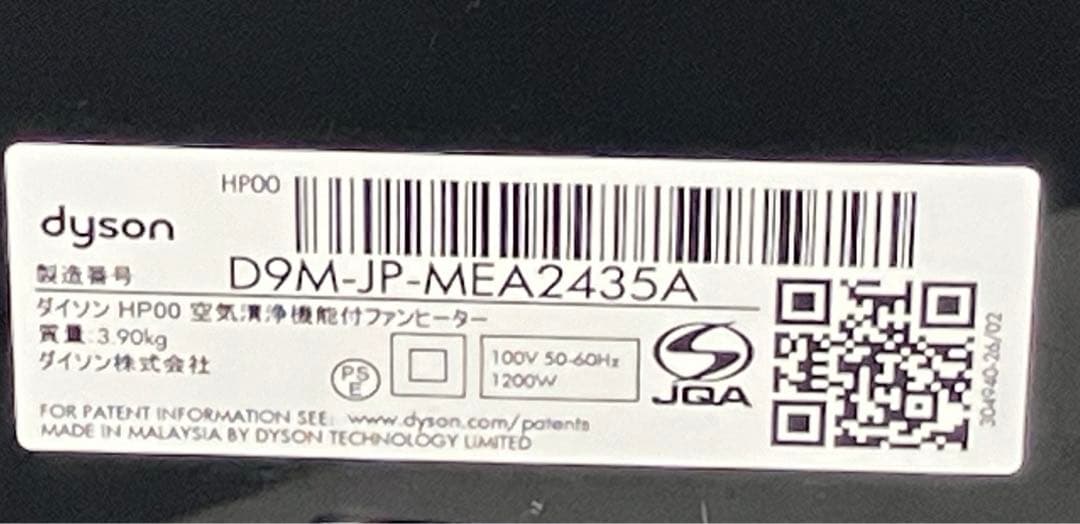 HP00
dyson
製造番号 D9M-JP-MEA2435A
ダイソン HP00 空気清浄機能付ファンヒーター
質量:3.90kg
ダイソン株式会社
PS
E
100V 50-60Hz
1200W
JQA
304940-26/02
FOR PATENT INFORMATION SEE: www.dyson.com/patents
MADE IN MALAYSIA BY DYSON TECHNOLOGY LIMITED